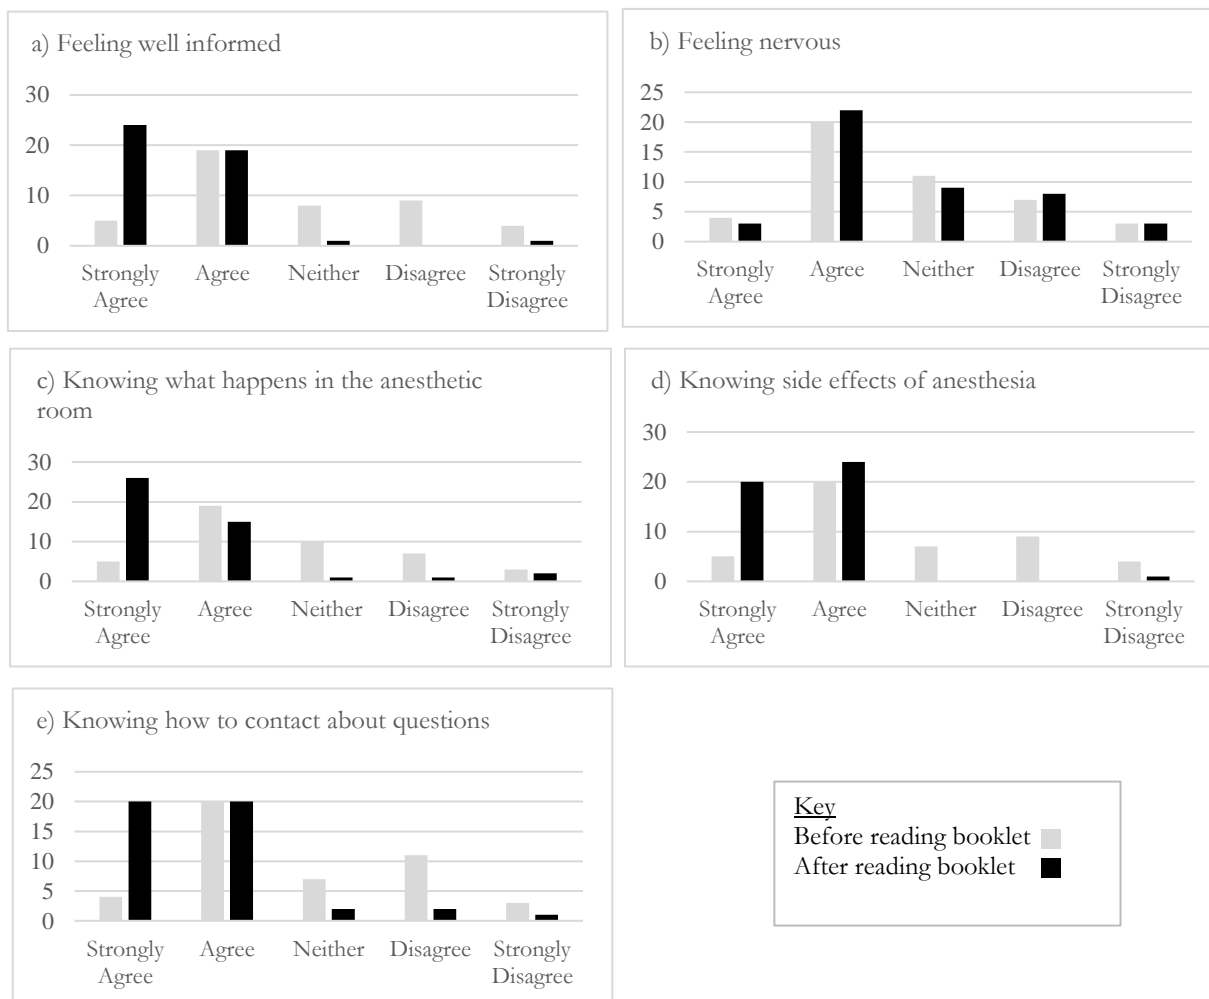 a) Feeling well informed
30
20
10
0
Strongly Agree Neither Disagree Strongly
Agree Disagree
b) Feeling nervous
25
20
15
10
5
0
Strongly Agree Neither Disagree Strongly
Agree Disagree
c) Knowing what happens in the anesthetic
room
30
20
10
0
Strongly Agree Neither Disagree Strongly
Agree Disagree
d) Knowing side effects of anesthesia
30
20
10
0
Strongly Agree Neither Disagree Strongly
Agree Disagree
e) Knowing how to contact about questions
25
20
15
10
5
0
Strongly Agree Neither Disagree Strongly
Agree Disagree
Key
Before reading booklet
After reading booklet